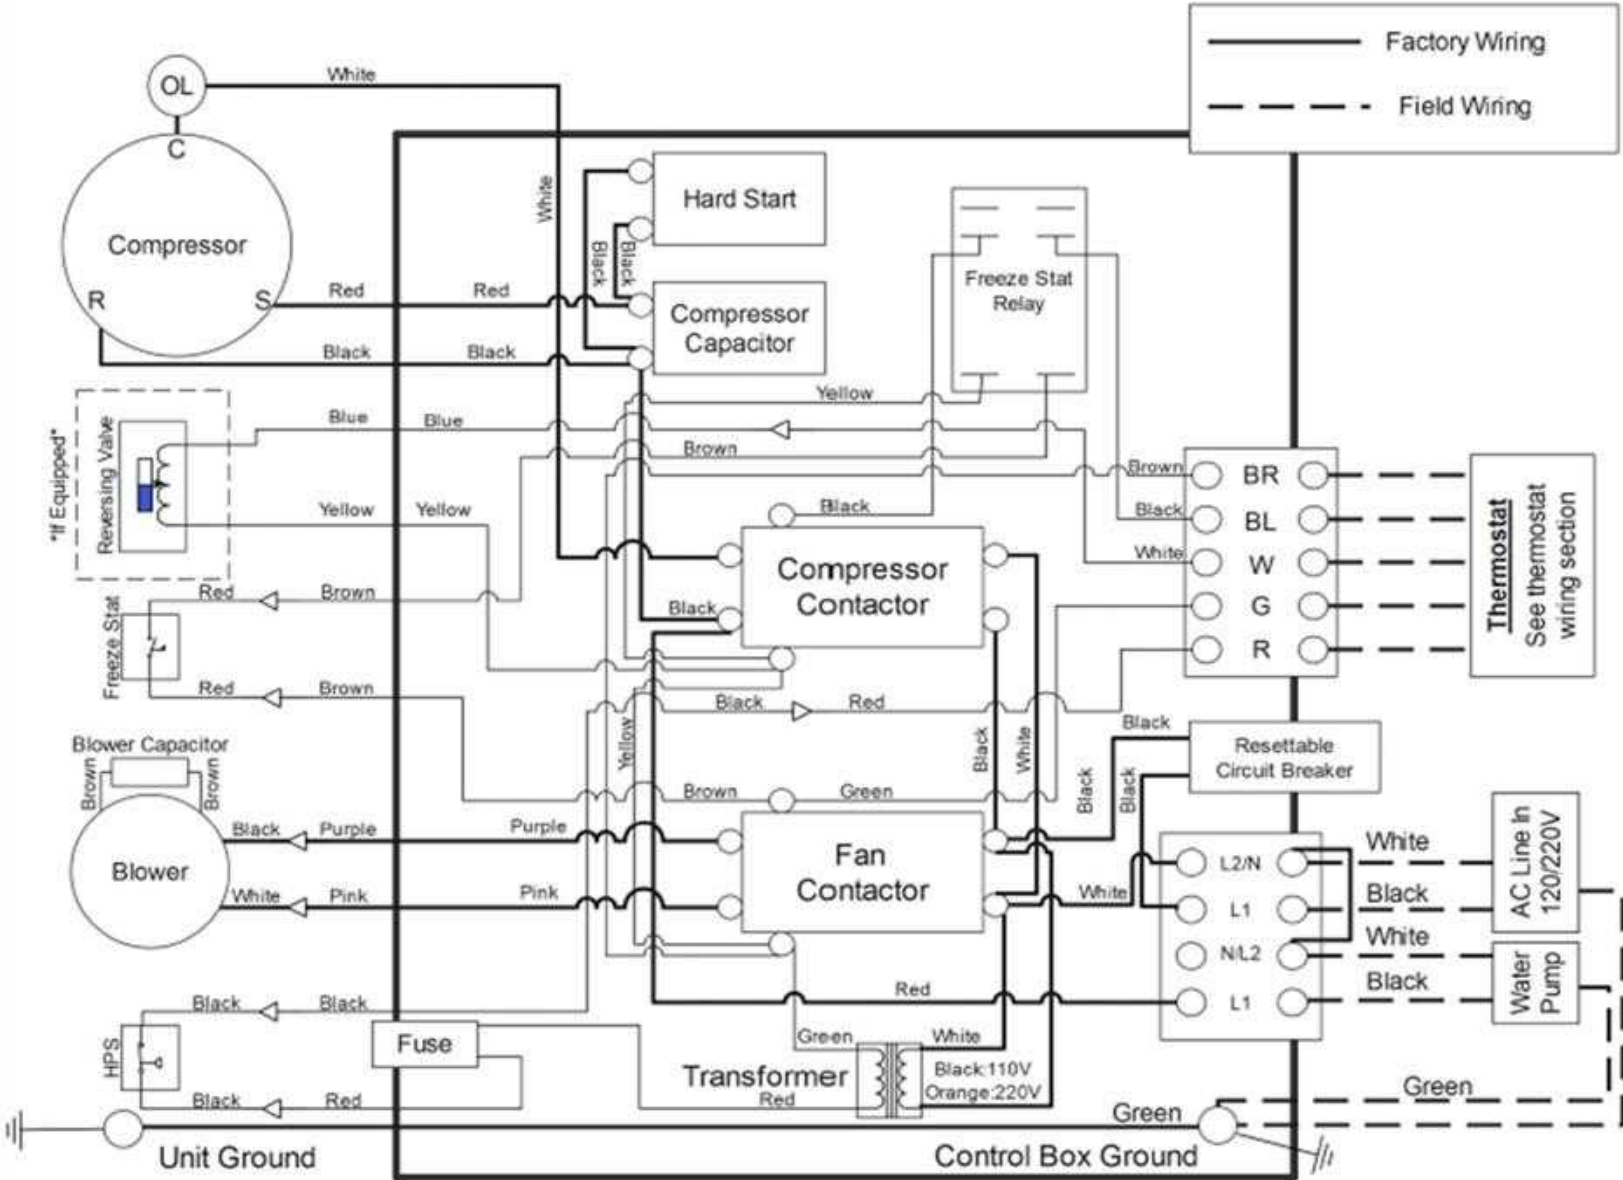 Factory Wiring
Field Wiring
OL
White
C
Compressor
R
S
White
Hard Start
Black
Black
Red
Red
Compressor
Capacitor
Black
Black
Freeze Stat
Relay
Yellow
*If Equipped*
Reversing Valve
Blue
Blue
Brown
Yellow
Yellow
Black
Brown
BR
Black
BL
White
W
G
R
Thermostat
See thermostat
wiring section
Compressor
Contactor
Black
Freeze Stat
Red
Brown
Red
Brown
Black
Red
Yellow
Black
White
Black
Black
Black
Resettable
Circuit Breaker
Blower Capacitor
Brown
Brown
Brown
Green
Black
Purple
Purple
Blower
White
Pink
Pink
Fan
Contactor
White
L2/N
L1
N/L2
L1
White
Black
White
Black
AC Line In
120/220V
Water
Pump
Red
Black
Black
HPS
Fuse
Black
Red
Green
White
Transformer
Red
Black:110V
Orange:220V
Green
Green
Unit Ground
Control Box Ground